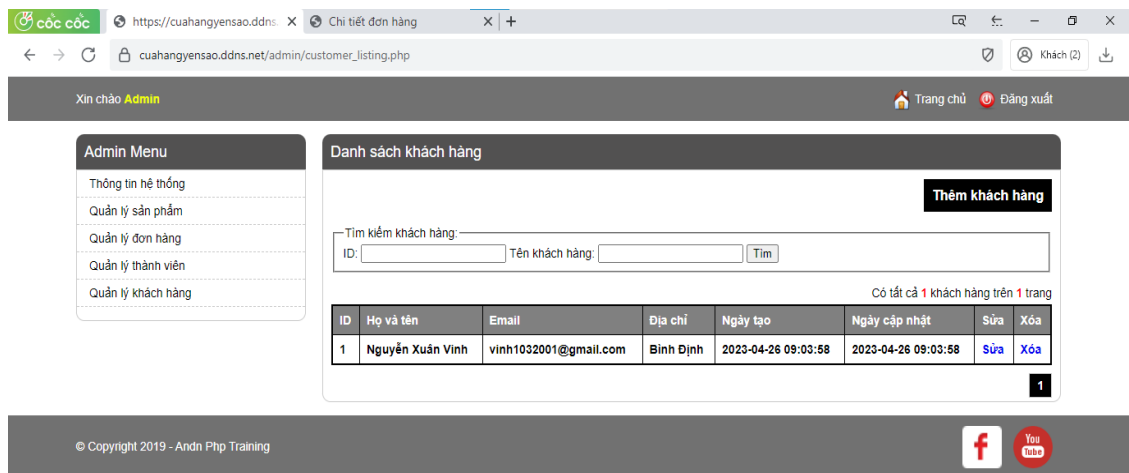 cốc cốc https://cuahangyensao.ddns. Chi tiết đơn hàng
cuahangyensao.ddns.net/admin/customer_listing.php Khách (2)
Xin chào Admin Trang chủ Đăng xuất
Admin Menu
Thông tin hệ thống
Quản lý sản phẩm
Quản lý đơn hàng
Quản lý thành viên
Quản lý khách hàng
Danh sách khách hàng
Thêm khách hàng
Tìm kiếm khách hàng:
ID: Tên khách hàng: Tìm
Có tất cả 1 khách hàng trên 1 trang
ID Họ và tên Email Địa chỉ Ngày tạo Ngày cập nhật Sửa Xóa
1 Nguyễn Xuân Vinh vinh1032001@gmail.com Bình Định 2023-04-26 09:03:58 2023-04-26 09:03:58 Sửa Xóa
1
© Copyright 2019 - Andn Php Training
f You Tube